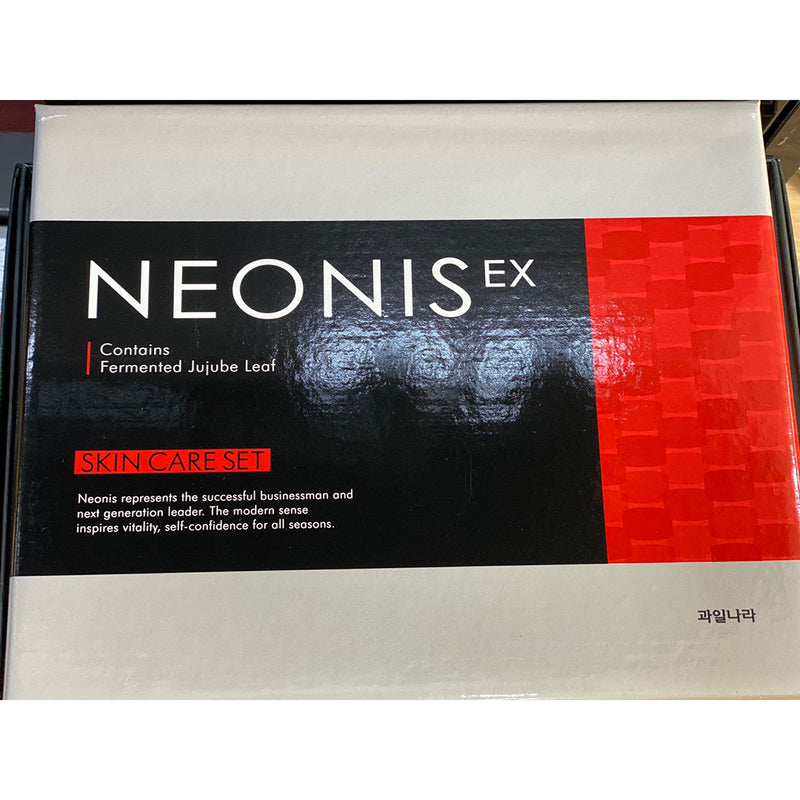 NEONIS EX
Contains
Fermented Jujube Leaf
SKIN CARE SET
Neonis represents the successful businessman and
next generation leader. The modern sense
inspires vitality, self-confidence for all seasons.
과일나라